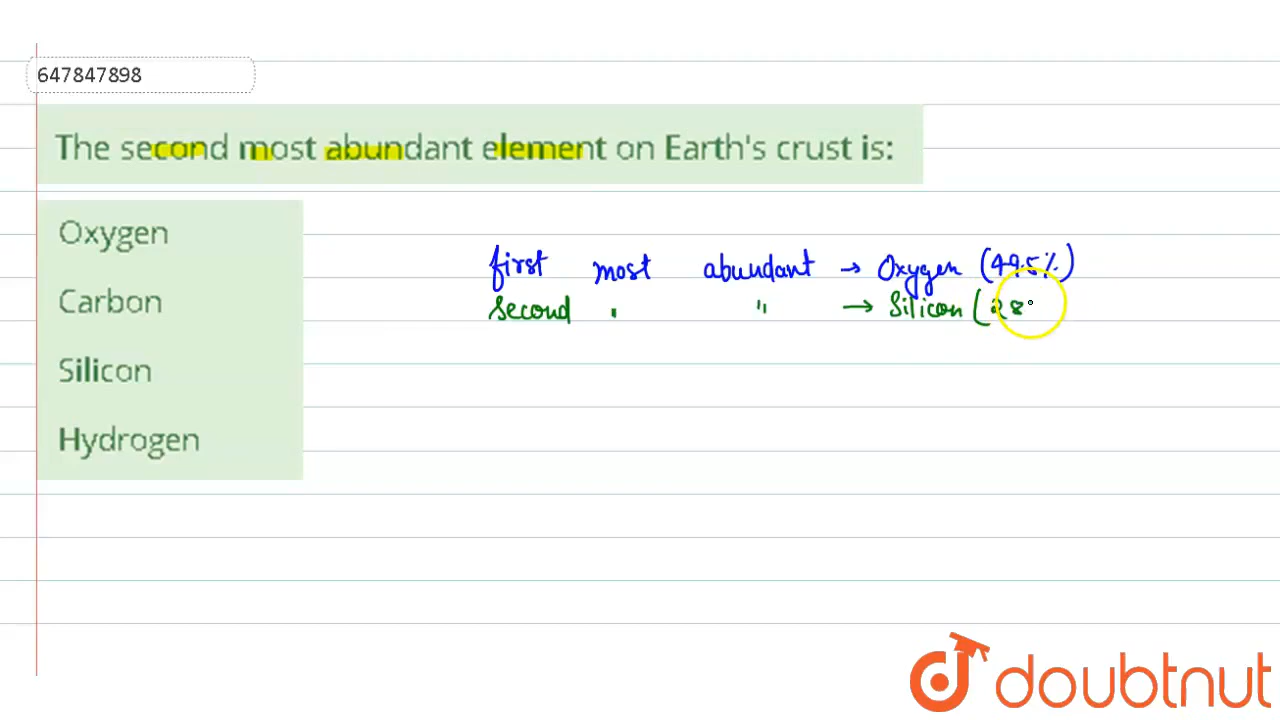 647847898
The second most abundant element on Earth's crust is:
Oxygen
Carbon
Silicon
Hydrogen
first most abundant → Oxygen (49.5%)
second " " → Silicon (28
doubtnut